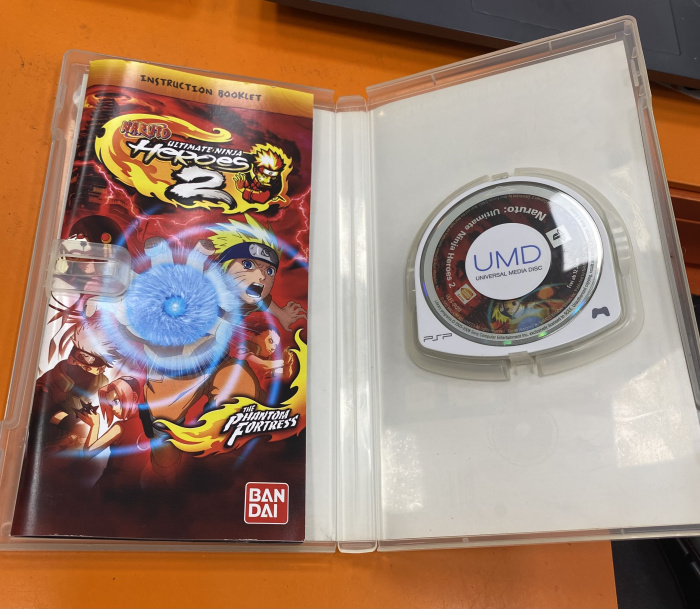 INSTRUCTION BOOKLET
NARUTO
ULTIMATE NINJA
HEROES
2
THE
PHANTOM
FORTRESS
BAN
DAI
Naruto: Ultimate Ninja Heroes 2
UMD
UNIVERSAL MEDIA DISC
PSP